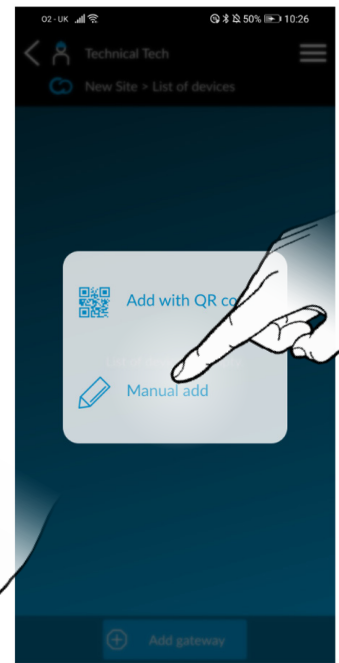 O2-UK 50% 10:26
Technical Tech
New Site > List of devices
Add with QR co
Manual add
Add gateway